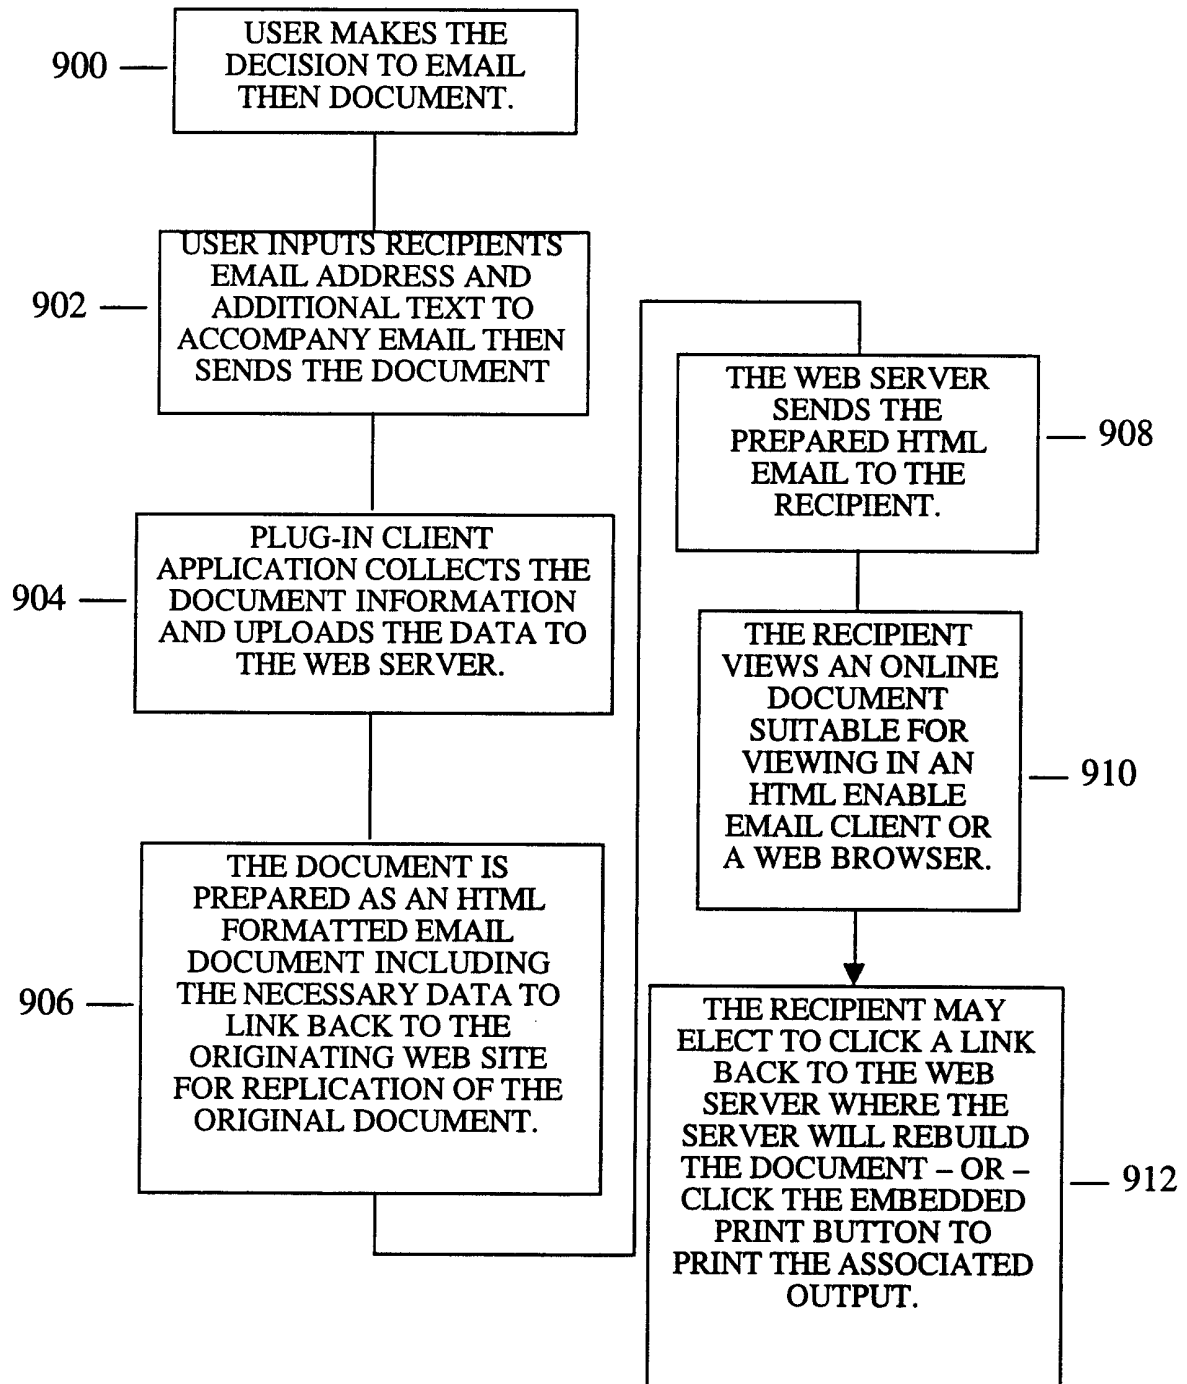 900
USER MAKES THE
DECISION TO EMAIL
THEN DOCUMENT.
902
USER INPUTS RECIPIENTS
EMAIL ADDRESS AND
ADDITIONAL TEXT TO
ACCOMPANY EMAIL THEN
SENDS THE DOCUMENT
904
PLUG-IN CLIENT
APPLICATION COLLECTS THE
DOCUMENT INFORMATION
AND UPLOADS THE DATA TO
THE WEB SERVER.
906
THE DOCUMENT IS
PREPARED AS AN HTML
FORMATTED EMAIL
DOCUMENT INCLUDING
THE NECESSARY DATA TO
LINK BACK TO THE
ORIGINATING WEB SITE
FOR REPLICATION OF THE
ORIGINAL DOCUMENT.
THE WEB SERVER
SENDS THE
PREPARED HTML
EMAIL TO THE
RECIPIENT.
908
THE RECIPIENT
VIEWS AN ONLINE
DOCUMENT
SUITABLE FOR
VIEWING IN AN
HTML ENABLE
EMAIL CLIENT OR
A WEB BROWSER.
910
THE RECIPIENT MAY
ELECT TO CLICK A LINK
BACK TO THE WEB
SERVER WHERE THE
SERVER WILL REBUILD
THE DOCUMENT – OR –
CLICK THE EMBEDDED
PRINT BUTTON TO
PRINT THE ASSOCIATED
OUTPUT.
912